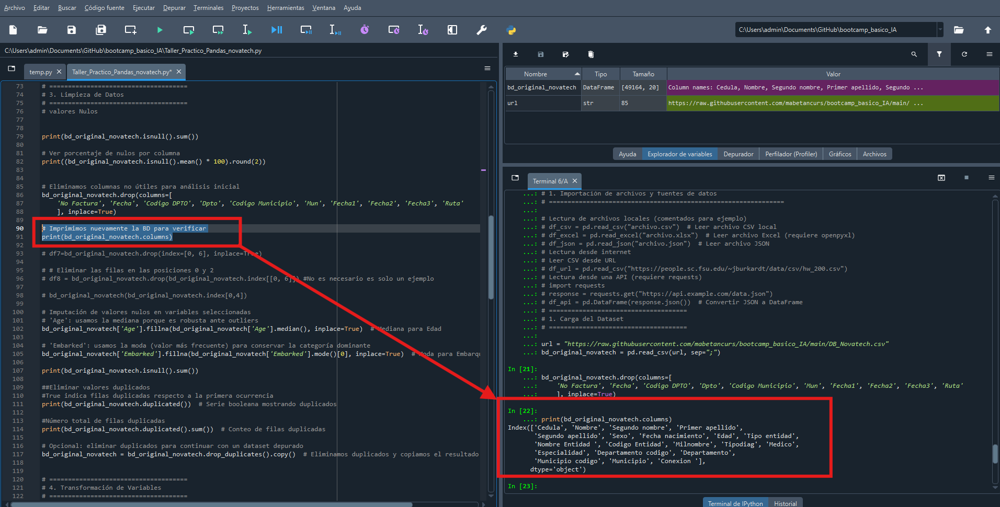 Archivo Editar Buscar Código fuente Ejecutar Depurar Terminales Proyectos Herramientas Ventana Ayuda
C:\Users\admin\Documents\GitHub\bootcamp_basico_IA
C:\Users\admin\Documents\GitHub\bootcamp_basico_IA\Taller_Practico_Pandas_novatech.py
temp.py
Taller_Practico_Pandas_novatech.py*
73 # =====================================
74 # 3. Limpieza de Datos
75 # =====================================
76 # valores Nulos
77
78
79 print(bd_original_novatech.isnull().sum())
80
81 # Ver porcentaje de nulos por columna
82 print((bd_original_novatech.isnull().mean() * 100).round(2))
83
84
85 # Eliminamos columnas no útiles para análisis inicial
86 bd_original_novatech.drop(columns=[
87     'No Factura', 'Fecha', 'Codigo DPTO', 'Dpto', 'Codigo Municipio', 'Mun', 'Fecha1', 'Fecha2', 'Fecha3', 'Ruta'
88     ], inplace=True)
89
90 # Imprimimos nuevamente la BD para verificar
91 print(bd_original_novatech.columns)
92
93 # df7=bd_original_novatech.drop(index=[0, 6], inplace=True)
94
95 # # Eliminar las filas en las posiciones 0 y 2
96 # df8 = bd_original_novatech.drop(bd_original_novatech.index[[0, 6]]) #No es necesario es solo un ejemplo
97
98 # bd_original_novatech(bd_original_novatech.index[0,4])
99
100 # Imputación de valores nulos en variables seleccionadas
101 # 'Age': usamos la mediana porque es robusta ante outliers
102 bd_original_novatech['Age'].fillna(bd_original_novatech['Age'].median(), inplace=True)  # Mediana para Edad
103
104 # 'Embarked': usamos la moda (valor más frecuente) para conservar la categoría dominante
105 bd_original_novatech['Embarked'].fillna(bd_original_novatech['Embarked'].mode()[0], inplace=True)  # Moda para Embarqu
106
107 print(bd_original_novatech.isnull().sum())
108
109 ##Eliminar valores duplicados
110 #True indica filas duplicadas respecto a la primera ocurrencia
111 print(bd_original_novatech.duplicated())  # Serie booleana mostrando duplicados
112
113 #Número total de filas duplicadas
114 print(bd_original_novatech.duplicated().sum())  # Conteo de filas duplicadas
115
116 # Opcional: eliminar duplicados para continuar con un dataset depurado
117 bd_original_novatech = bd_original_novatech.drop_duplicates().copy()  # Eliminamos duplicados y copiamos el resultado
118
119
120 # =====================================
121 # 4. Transformación de Variables
122 # =====================================
Nombre Tipo Tamaño Valor
bd_original_novatech DataFrame [49164, 20] Column names: Cedula, Nombre, Segundo nombre, Primer apellido, Segundo ...
url str 85 https://raw.githubusercontent.com/mabetancurs/bootcamp_basico_IA/main/ ...
Ayuda Explorador de variables Depurador Perfilador (Profiler) Gráficos Archivos
Terminal 6/A
...: # 1. Importación de archivos y fuentes de datos
...: # ===============================================================
...:
...: # Lectura de archivos locales (comentados para ejemplo)
...: # df_csv = pd.read_csv("archivo.csv")  # Leer archivo CSV local
...: # df_excel = pd.read_excel("archivo.xlsx")  # Leer archivo Excel (requiere openpyxl)
...: # df_json = pd.read_json("archivo.json")  # Leer archivo JSON
...: # Lectura desde internet
...: # Leer CSV desde URL
...: # df_url = pd.read_csv("https://people.sc.fsu.edu/~jburkardt/data/csv/hw_200.csv")
...: # Lectura desde una API (requiere requests)
...: # import requests
...: # response = requests.get("https://api.example.com/data.json")
...: # df_api = pd.DataFrame(response.json())  # Convertir JSON a DataFrame
...: # =====================================
...: # 1. Carga del Dataset
...: # =====================================
...:
...: url = "https://raw.githubusercontent.com/mabetancurs/bootcamp_basico_IA/main/DB_Novatech.csv"
...: bd_original_novatech = pd.read_csv(url, sep=";")
In [21]:
...: bd_original_novatech.drop(columns=[
...:     'No Factura', 'Fecha', 'Codigo DPTO', 'Dpto', 'Codigo Municipio', 'Mun', 'Fecha1', 'Fecha2', 'Fecha3', 'Ruta'
...:     ], inplace=True)
In [22]:
...: print(bd_original_novatech.columns)
Index(['Cedula', 'Nombre', 'Segundo nombre', 'Primer apellido',
'Segundo apellido', 'Sexo', 'Fecha nacimiento', 'Edad', 'Tipo entidad',
'Nombre Entidad ', 'Codigo Entidad', 'Milnombre', 'Tipodiag', 'Medico',
'Especialidad', 'Departamento codigo', 'Departamento',
'Municipio codigo', 'Municipio', 'Conexion '],
dtype='object')
In [23]:
Terminal de IPython Historial